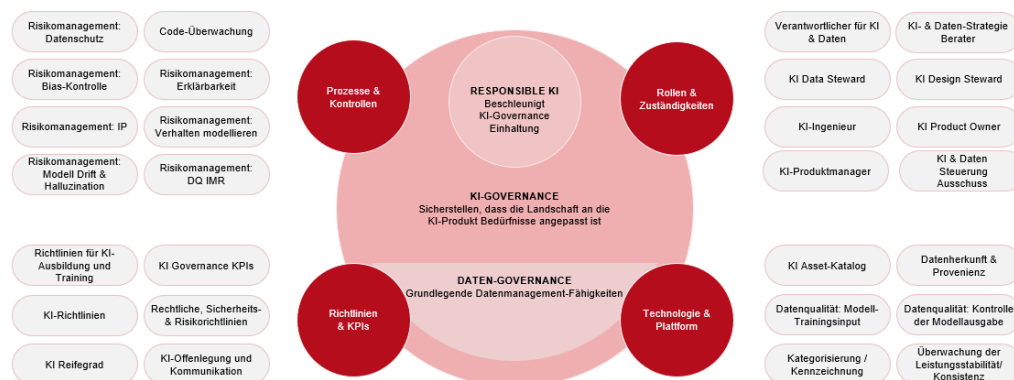 Risikomanagement:
Datenschutz
Code-Überwachung
Risikomanagement:
Bias-Kontrolle
Risikomanagement:
Erklärbarkeit
Risikomanagement: IP
Risikomanagement:
Verhalten modellieren
Risikomanagement:
Modell Drift &
Halluzination
Risikomanagement:
DQ IMR
Prozesse &
Kontrollen
RESPONSIBLE KI
Beschleunigt
KI-Governance
Einhaltung
Rollen &
Zuständigkeiten
Verantwortlicher für KI
& Daten
KI- & Daten-Strategie
Berater
KI Data Steward
KI Design Steward
KI-Ingenieur
KI Product Owner
KI-Produktmanager
KI & Daten
Steuerung
Ausschuss
KI-GOVERNANCE
Sicherstellen, dass die Landschaft an die
KI-Produkt Bedürfnisse angepasst ist
Richtlinien für KI-
Ausbildung und
Training
KI Governance KPIs
KI-Richtlinien
Rechtliche, Sicherheits-
& Risikorichtlinien
KI Reifegrad
KI-Offenlegung und
Kommunikation
Richtlinien
& KPIs
DATEN-GOVERNANCE
Grundlegende Datenmanagement-Fähigkeiten
Technologie &
Plattform
KI Asset-Katalog
Datenherkunft &
Provenienz
Datenqualität: Modell-
Trainingsinput
Datenqualität: Kontrolle
der Modellausgabe
Kategorisierung /
Kennzeichnung
Überwachung der
Leistungsstabilität/
Konsistenz